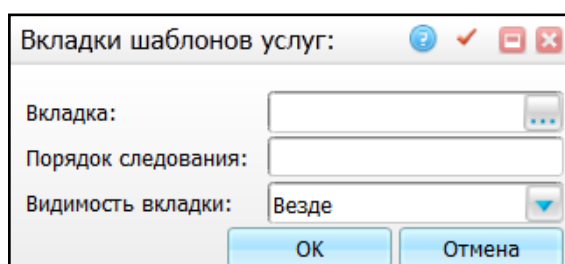 Вкладки шаблонов услуг:
Вкладка:
Порядок следования:
Видимость вкладки: Везде
ОК Отмена